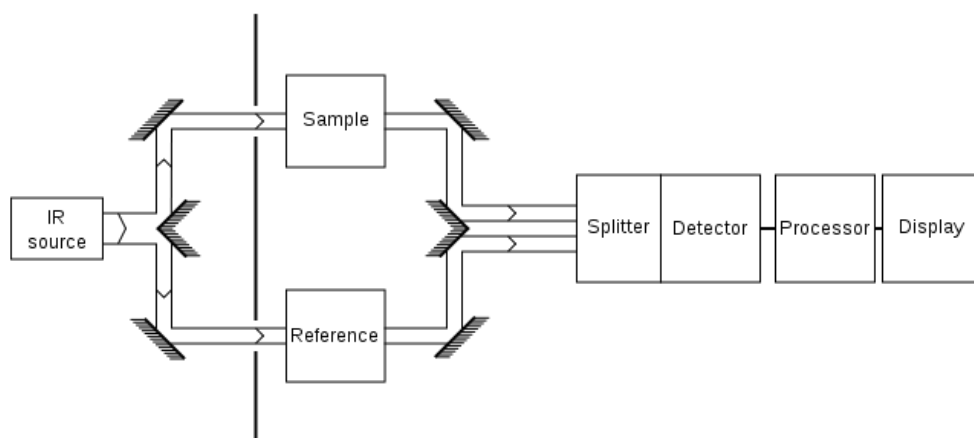 Sample
IR
source
Splitter
Detector
Processor
Display
Reference